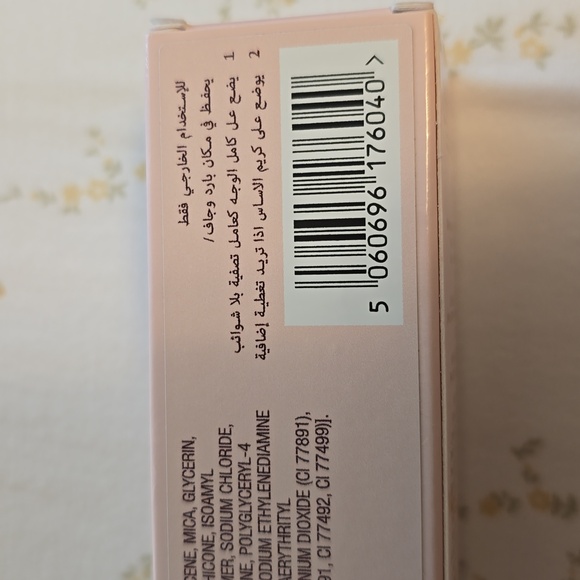 للإستخدام الخارجي فقط
يحفظ في مكان بارد وجاف/
1 يضع عل كامل الوجه كعامل تصفية بلا شوائب
2 يوضع على كريم الاساس اذا تريد تغطية إضافية
5 060696 176040 >
CENE, MICA, GLYCERIN,
HICONE, ISOAMYL
MER, SODIUM CHLORIDE,
NE, POLYGLYCERYL-4
ODIUM ETHYLENEDIAMINE
AERYTHRITYL
NIUM DIOXIDE (CI 77891),
91, CI 77492, CI 77499)].